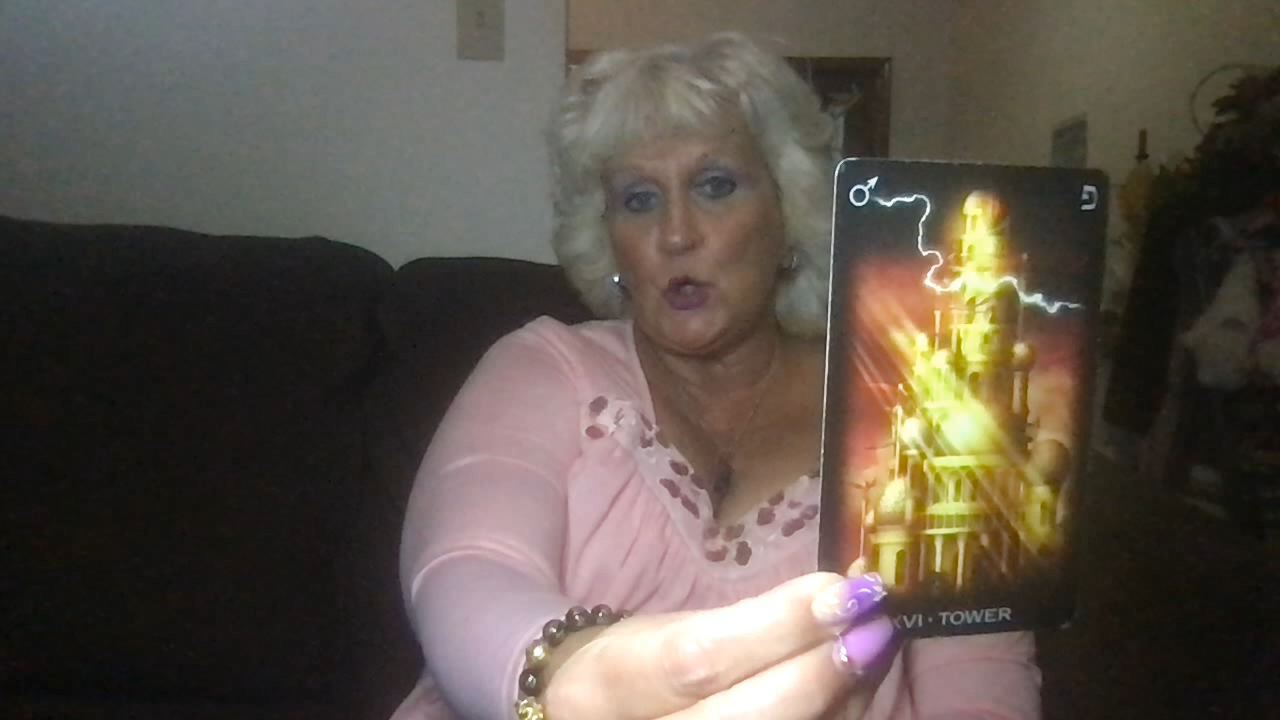 ♂ פ
XVI · TOWER